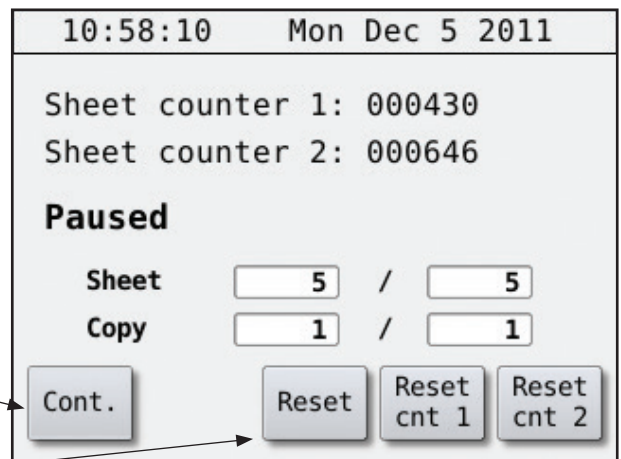 10:58:10 Mon Dec 5 2011
Sheet counter 1: 000430
Sheet counter 2: 000646
Paused
Sheet 5 / 5
Copy 1 / 1
Cont. Reset Reset cnt 1 Reset cnt 2